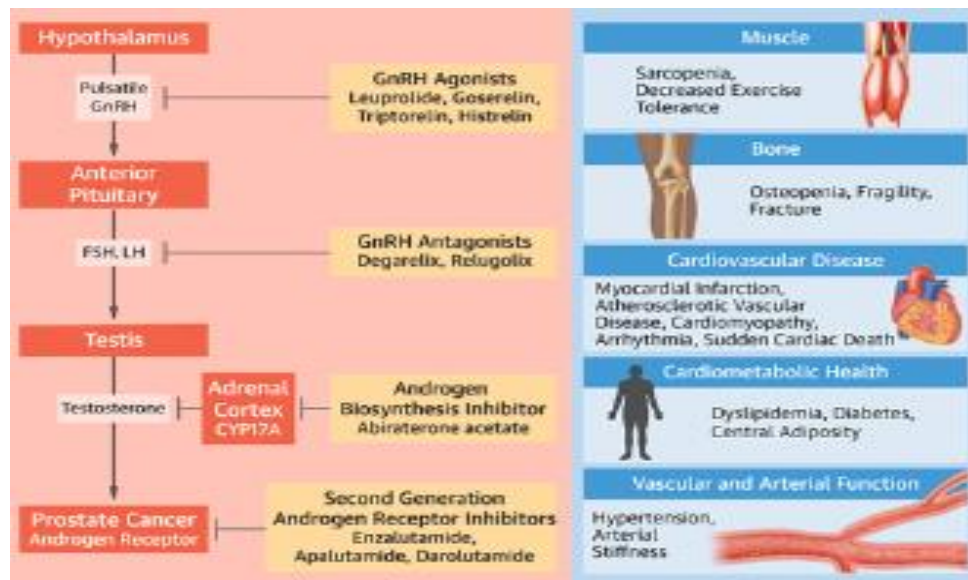 Hypothalamus
Pulsatile
GnRH
GnRH Agonists
Leuprolide, Goserelin,
Triptorelin, Histrelin
Anterior
Pituitary
FSH, LH
GnRH Antagonists
Degarelix, Relugolix
Testis
Testosterone
Adrenal
Cortex
CYP17A
Androgen
Biosynthesis Inhibitor
Abiraterone acetate
Prostate Cancer
Androgen Receptor
Second Generation
Androgen Receptor Inhibitors
Enzalutamide,
Apalutamide, Darolutamide
Muscle
Sarcopenia,
Decreased Exercise
Tolerance
Bone
Osteopenia, Fragility,
Fracture
Cardiovascular Disease
Myocardial Infarction,
Atherosclerotic Vascular
Disease, Cardiomyopathy,
Arrhythmia, Sudden Cardiac Death
Cardiometabolic Health
Dyslipidemia, Diabetes,
Central Adiposity
Vascular and Arterial Function
Hypertension,
Arterial
Stiffness